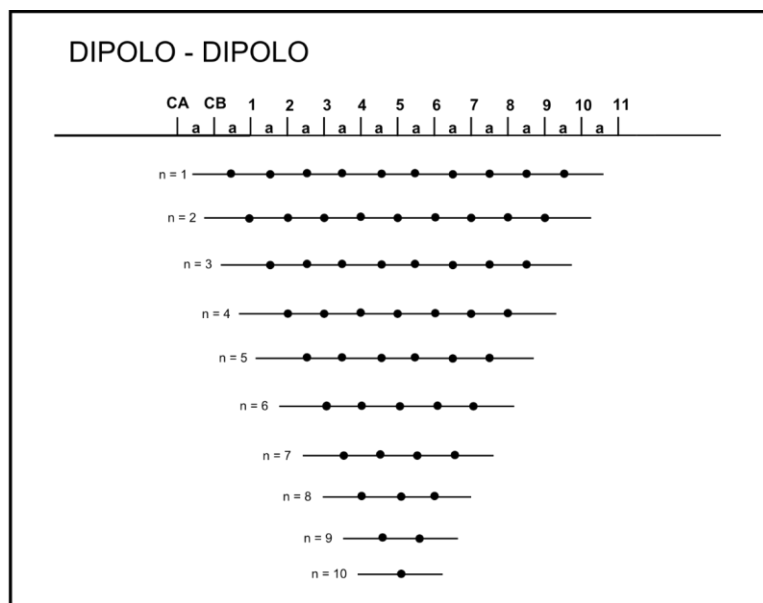 DIPOLO - DIPOLO
CA CB 1 2 3 4 5 6 7 8 9 10 11
a a a a a a a a a a a a
n = 1
n = 2
n = 3
n = 4
n = 5
n = 6
n = 7
n = 8
n = 9
n = 10